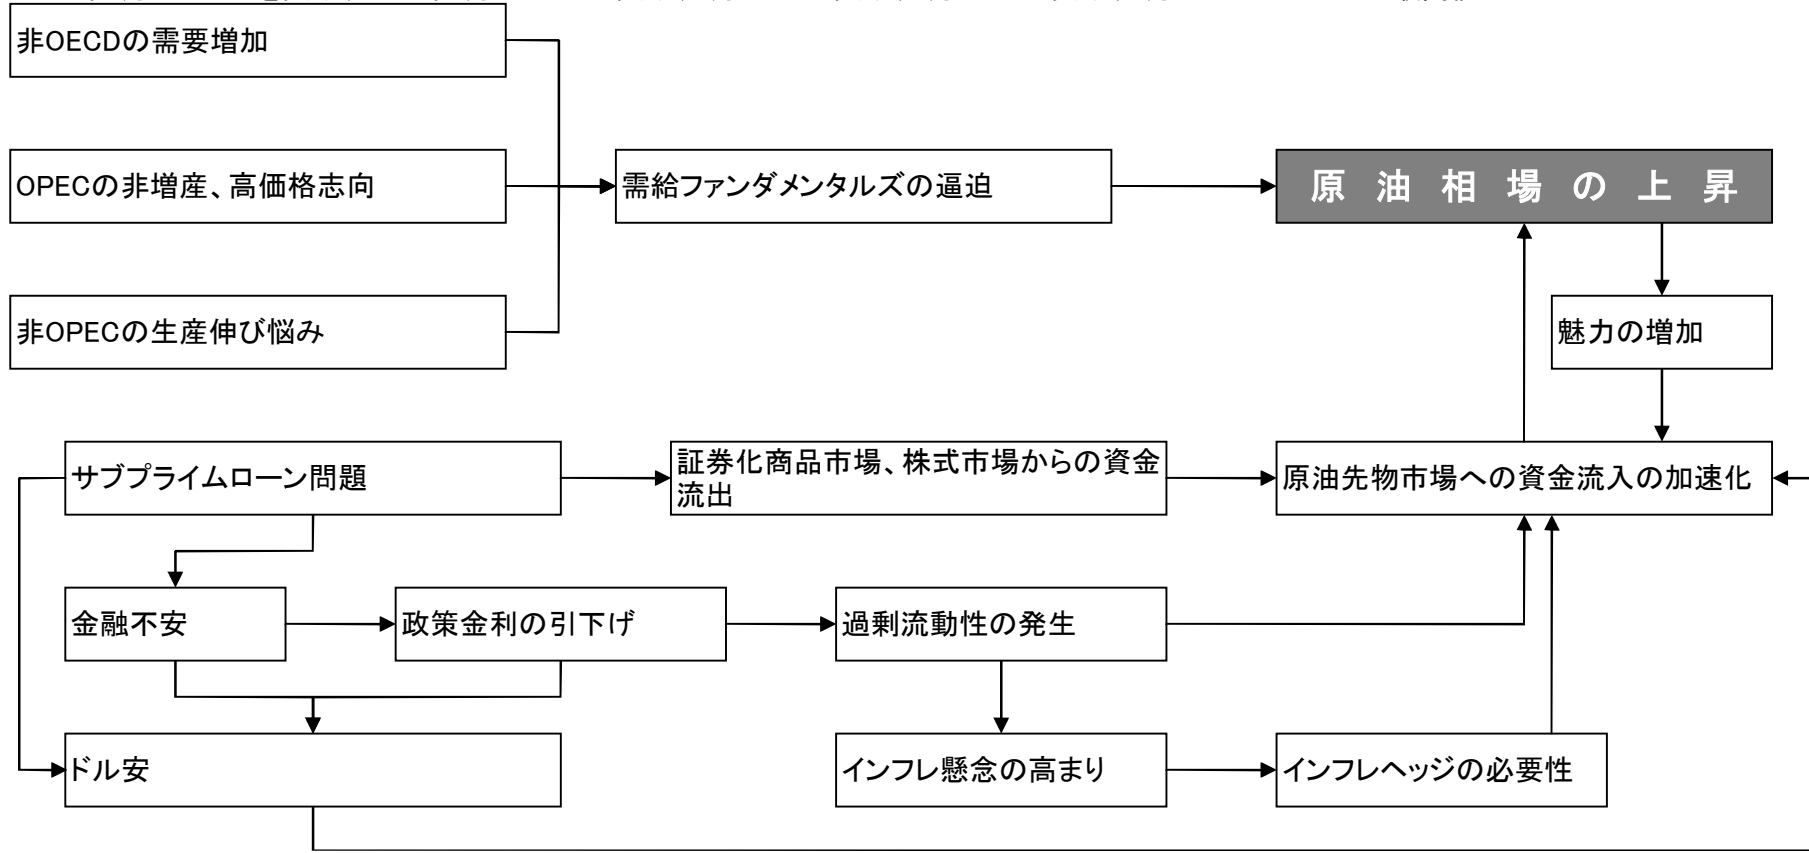 非OECDの需要増加
OPECの非増産、高価格志向
需給ファンダメンタルズの逼迫
原油相場の上昇
非OPECの生産伸び悩み
魅力の増加
サブプライムローン問題
証券化商品市場、株式市場からの資金
流出
原油先物市場への資金流入の加速化
金融不安
政策金利の引下げ
過剰流動性の発生
ドル安
インフレ懸念の高まり
インフレヘッジの必要性